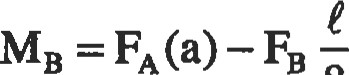 M_B = F_A(a) − F_B ℓ